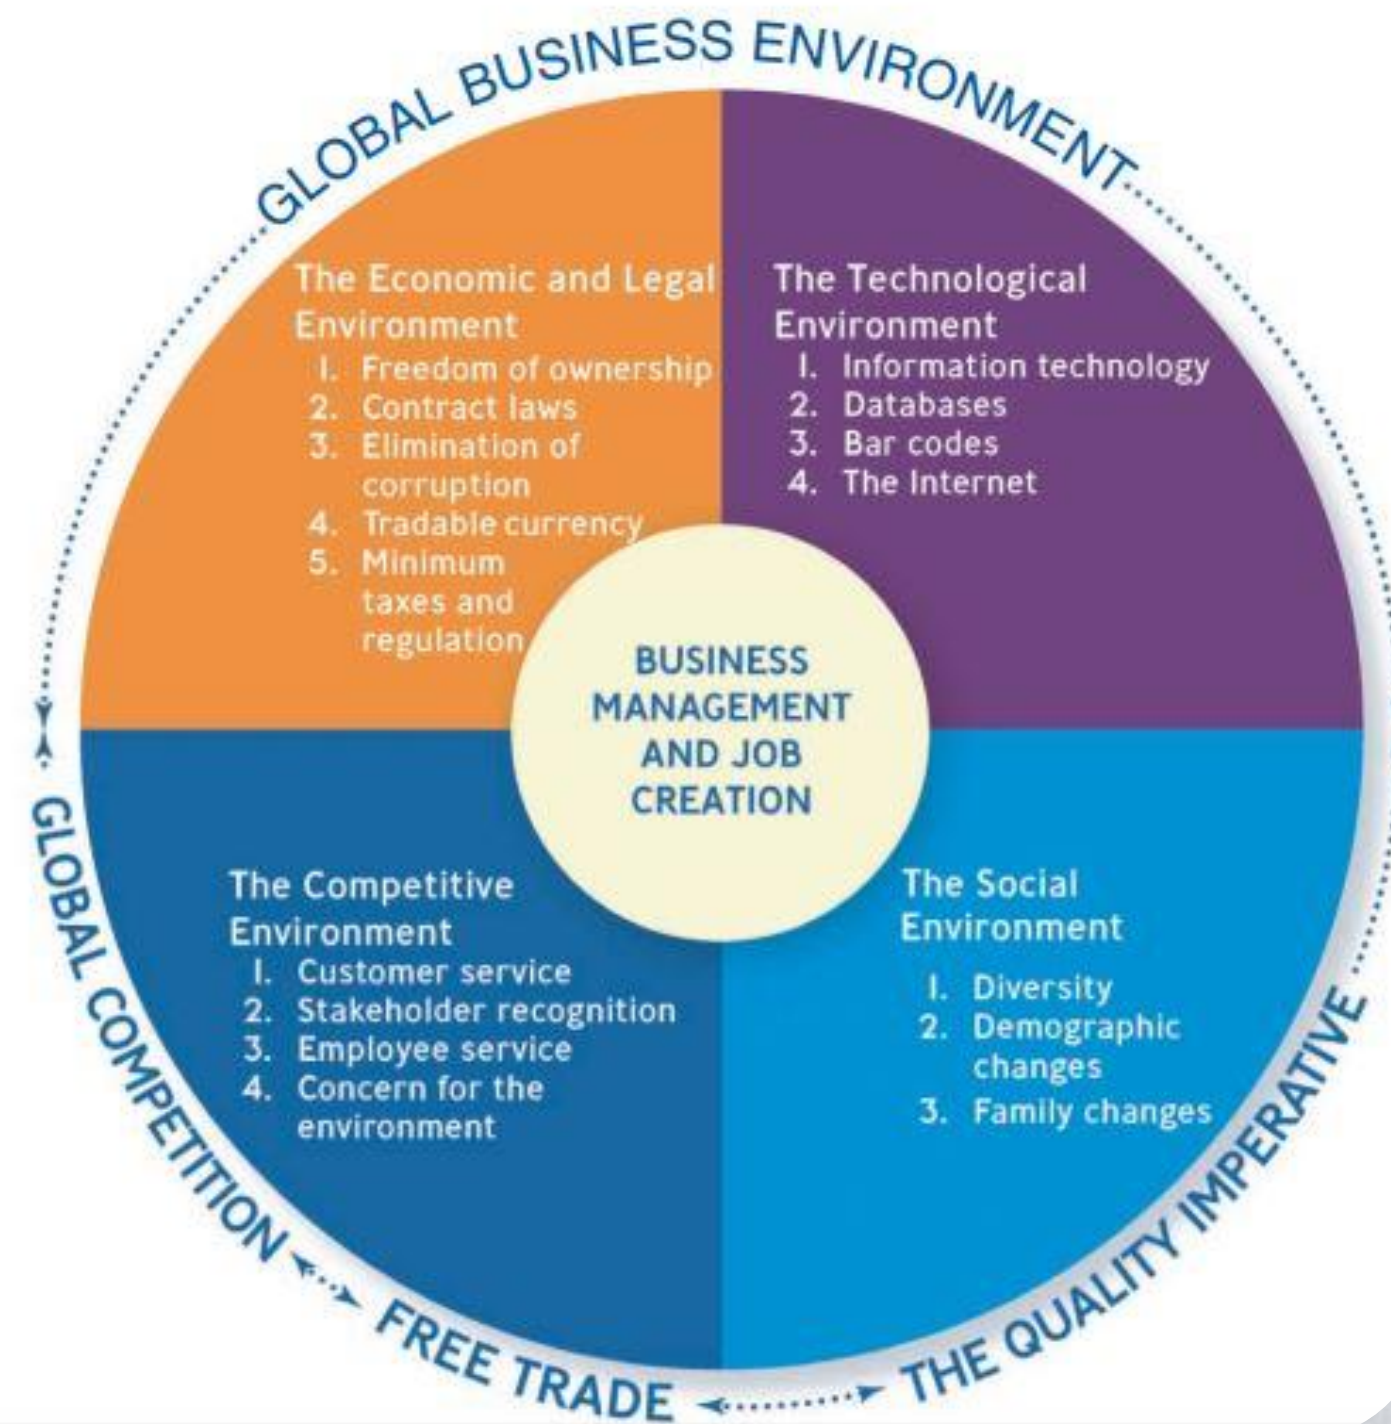 GLOBAL BUSINESS ENVIRONMENT
The Economic and Legal
Environment
1. Freedom of ownership
2. Contract laws
3. Elimination of
corruption
4. Tradable currency
5. Minimum
taxes and
regulation
The Technological
Environment
1. Information technology
2. Databases
3. Bar codes
4. The Internet
BUSINESS
MANAGEMENT
AND JOB
CREATION
The Competitive
Environment
1. Customer service
2. Stakeholder recognition
3. Employee service
4. Concern for the
environment
The Social
Environment
1. Diversity
2. Demographic
changes
3. Family changes
GLOBAL COMPETITION
FREE TRADE
THE QUALITY IMPERATIVE